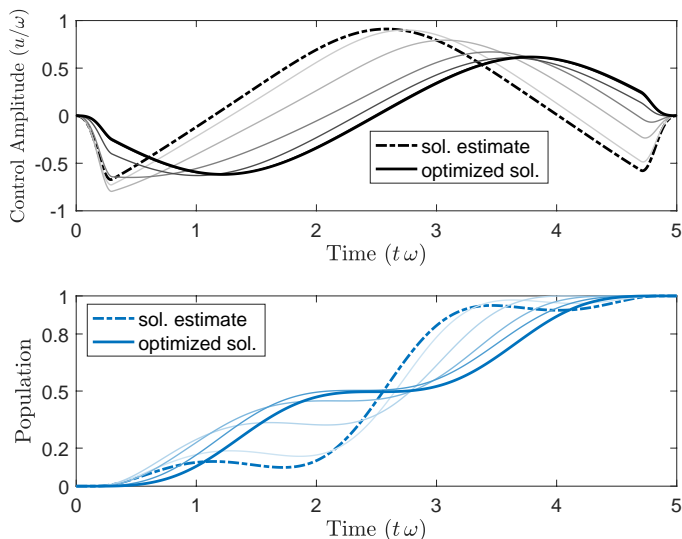 Control Amplitude (u/ω)
1
0.5
0
-0.5
-1
sol. estimate
optimized sol.
0 1 2 3 4 5
Time (t ω)
Population
1
0.8
0.5
0.2
0
sol. estimate
optimized sol.
0 1 2 3 4 5
Time (t ω)